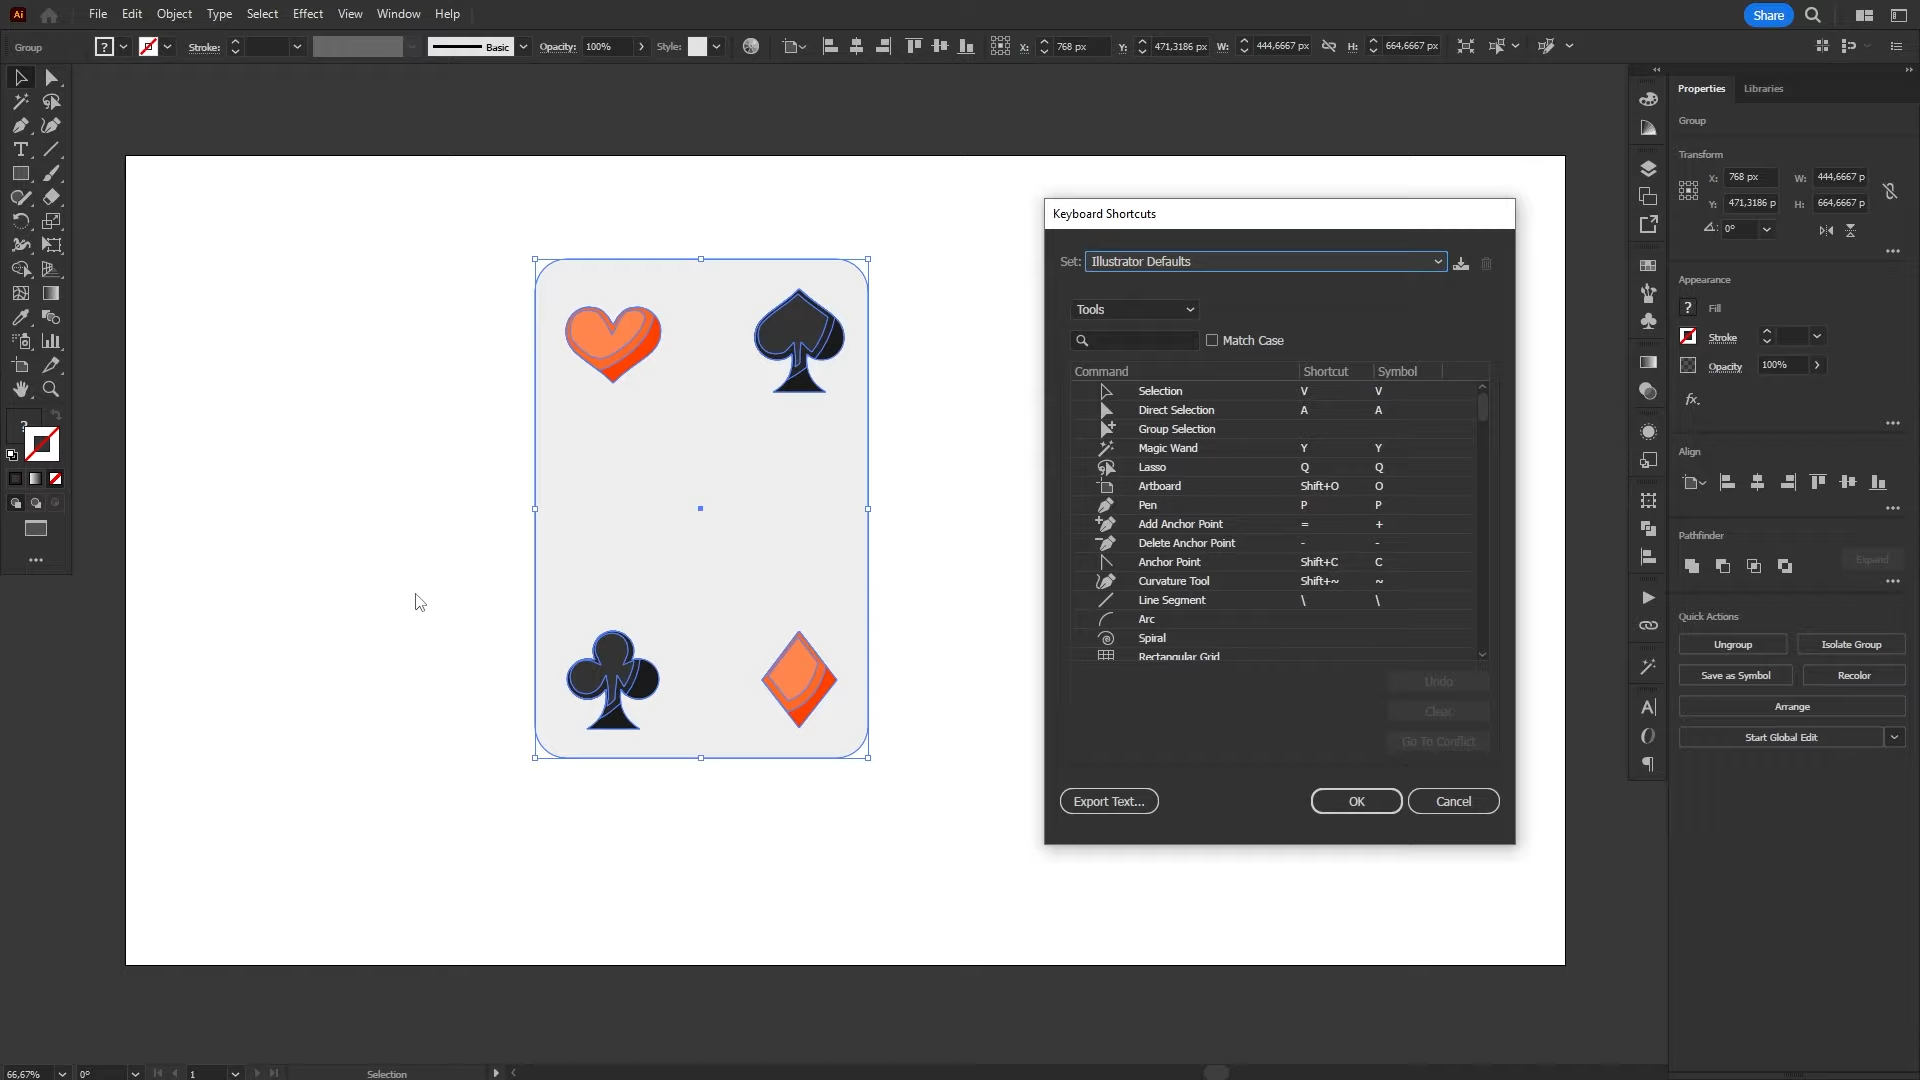 Ai File Edit Object Type Select Effect View Window Help Share
Group ? Stroke: Basic Opacity: 100% Style: X: 768 px Y: 471,3186 px W: 444,6667 px H: 664,6667 px
Properties Libraries
Group
Transform
X: 768 px W: 444,6667 p
Y: 471,3186 p H: 664,6667 p
0°
Appearance
? Fill
Stroke
Opacity 100%
fx.
Align
Pathfinder
Expand
Quick Actions
Ungroup Isolate Group
Save as Symbol Recolor
Arrange
Start Global Edit
Keyboard Shortcuts
Set: Illustrator Defaults
Tools
Match Case
Command Shortcut Symbol
Selection V V
Direct Selection A A
Group Selection
Magic Wand Y Y
Lasso Q Q
Artboard Shift+O O
Pen P P
Add Anchor Point = +
Delete Anchor Point - -
Anchor Point Shift+C C
Curvature Tool Shift+~ ~
Line Segment \ \
Arc
Spiral
Rectangular Grid
Undo
Clear
Go To Conflict
Export Text... OK Cancel
66,67% 0° 1 Selection